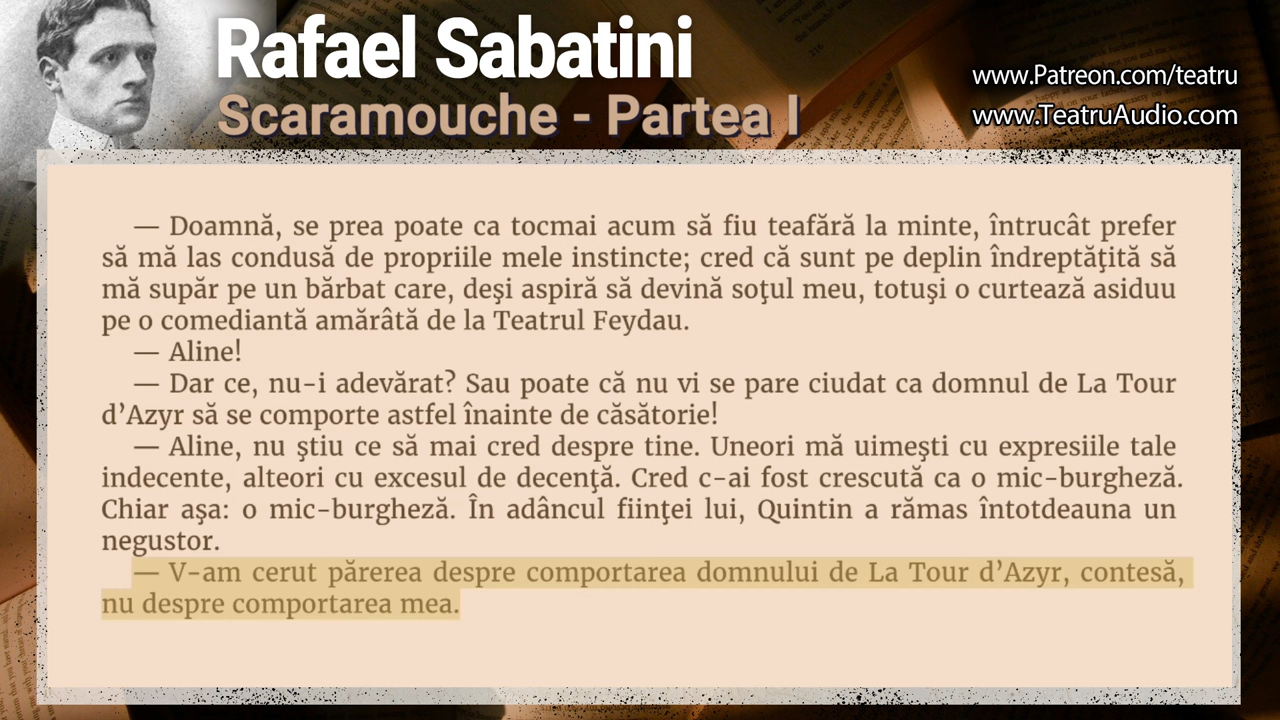 Rafael Sabatini
Scaramouche - Partea I
www.Patreon.com/teatru
www.TeatruAudio.com
— Doamnă, se prea poate ca tocmai acum să fiu teafără la minte, întrucât prefer
să mă las condusă de propriile mele instincte; cred că sunt pe deplin îndreptăţită să
mă supăr pe un bărbat care, deşi aspiră să devină soţul meu, totuşi o curtează asiduu
pe o comediantă amărâtă de la Teatrul Feydau.
— Aline!
— Dar ce, nu-i adevărat? Sau poate că nu vi se pare ciudat ca domnul de La Tour
d’Azyr să se comporte astfel înainte de căsătorie!
— Aline, nu ştiu ce să mai cred despre tine. Uneori mă uimeşti cu expresiile tale
indecente, alteori cu excesul de decenţă. Cred c-ai fost crescută ca o mic-burgheză.
Chiar aşa: o mic-burgheză. În adâncul fiinţei lui, Quintin a rămas întotdeauna un
negustor.
— V-am cerut părerea despre comportarea domnului de La Tour d’Azyr, contesă,
nu despre comportarea mea.